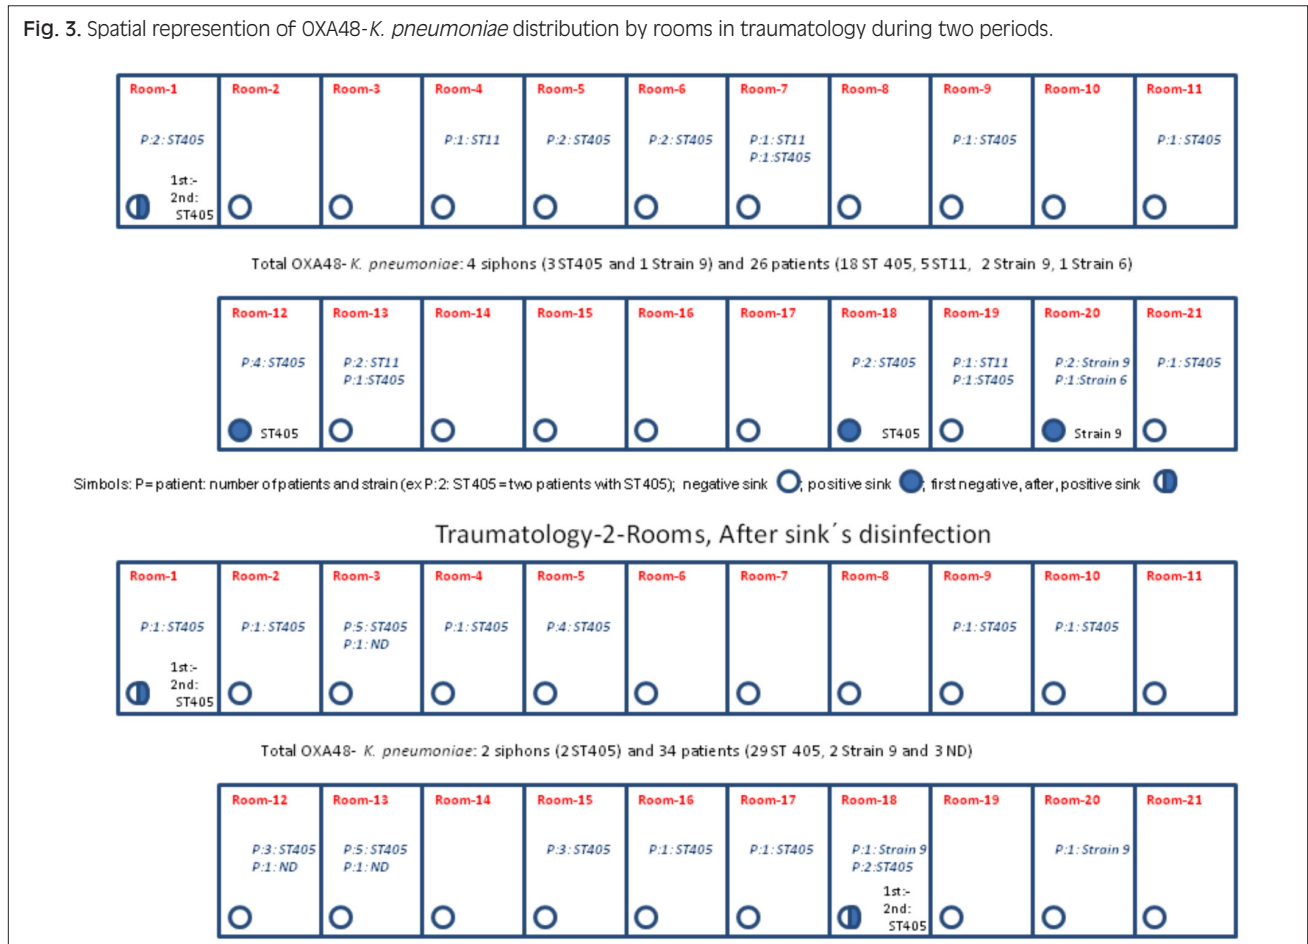 Fig. 3. Spatial represention of OXA48-K. pneumoniae distribution by rooms in traumatology during two periods.
Room-1 Room-2 Room-3 Room-4 Room-5 Room-6 Room-7 Room-8 Room-9 Room-10 Room-11
P:2:ST405 P:1:ST11 P:2:ST405 P:2:ST405 P:1:ST11 P:1:ST405 P:1:ST405
P:1:ST405
1st:-
2nd:
ST405
Total OXA48- K. pneumoniae: 4 siphons (3 ST405 and 1 Strain 9) and 26 patients (18 ST 405, 5 ST11, 2 Strain 9, 1 Strain 6)
Room-12 Room-13 Room-14 Room-15 Room-16 Room-17 Room-18 Room-19 Room-20 Room-21
P:4:ST405 P:2:ST11 P:2:ST405 P:1:ST11 P:2:Strain 9 P:1:ST405
P:1:ST405 P:1:ST405 P:1:Strain 6
ST405 ST405 Strain 9
Simbols: P= patient: number of patients and strain (ex P:2: ST405 = two patients with ST405); negative sink ; positive sink ; first negative, after, positive sink
Traumatology-2-Rooms, After sink´s disinfection
Room-1 Room-2 Room-3 Room-4 Room-5 Room-6 Room-7 Room-8 Room-9 Room-10 Room-11
P:1:ST405 P:1:ST405 P:5:ST405 P:1:ST405 P:4:ST405 P:1:ST405 P:1:ST405
P:1:ND
1st:-
2nd:
ST405
Total OXA48- K. pneumoniae: 2 siphons (2 ST405) and 34 patients (29 ST 405, 2 Strain 9 and 3 ND)
Room-12 Room-13 Room-14 Room-15 Room-16 Room-17 Room-18 Room-19 Room-20 Room-21
P:3:ST405 P:5:ST405 P:3:ST405 P:1:ST405 P:1:ST405 P:1:Strain 9 P:1:Strain 9
P:1:ND P:1:ND P:2:ST405
1st:-
2nd:
ST405